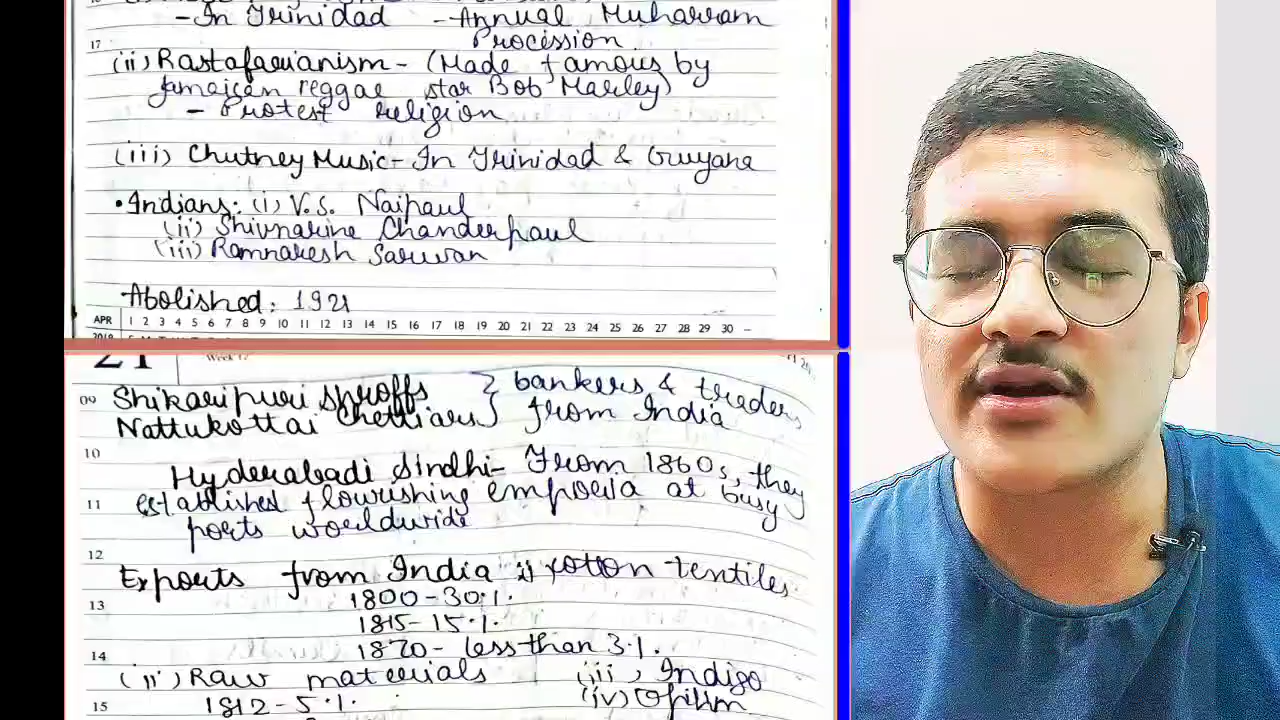 - In Trinidad - Annual Muharram
17
Procission
(ii) Rastafarianism - (Made famous by
Jamaican reggae star Bob Marley)
- Protest religion
(iii) Chutney Music - In Trinidad & Guyana
• Indians: (i) V.S. Naipaul
(ii) Shivnarine Chanderpaul
(iii) Ramnaresh Sarwan
Abolished: 1921
APR 1 2 3 4 5 6 7 8 9 10 11 12 13 14 15 16 17 18 19 20 21 22 23 24 25 26 27 28 29 30 -
21 Week 17
09 Shikaripuri shroffs } bankers & traders
Nattukottai Chettiars } from India
10
Hyderabadi Sindhi - From 1860s, they
11 established flourishing emporia at busy
ports worldwide
12
Exports from India i) cotton textiles
13 1800 - 30%.
1815 - 15%.
14 1870 - less than 3%.
(ii) Raw materials (iii) Indigo
15 1812 - 5%. (iv) Opium